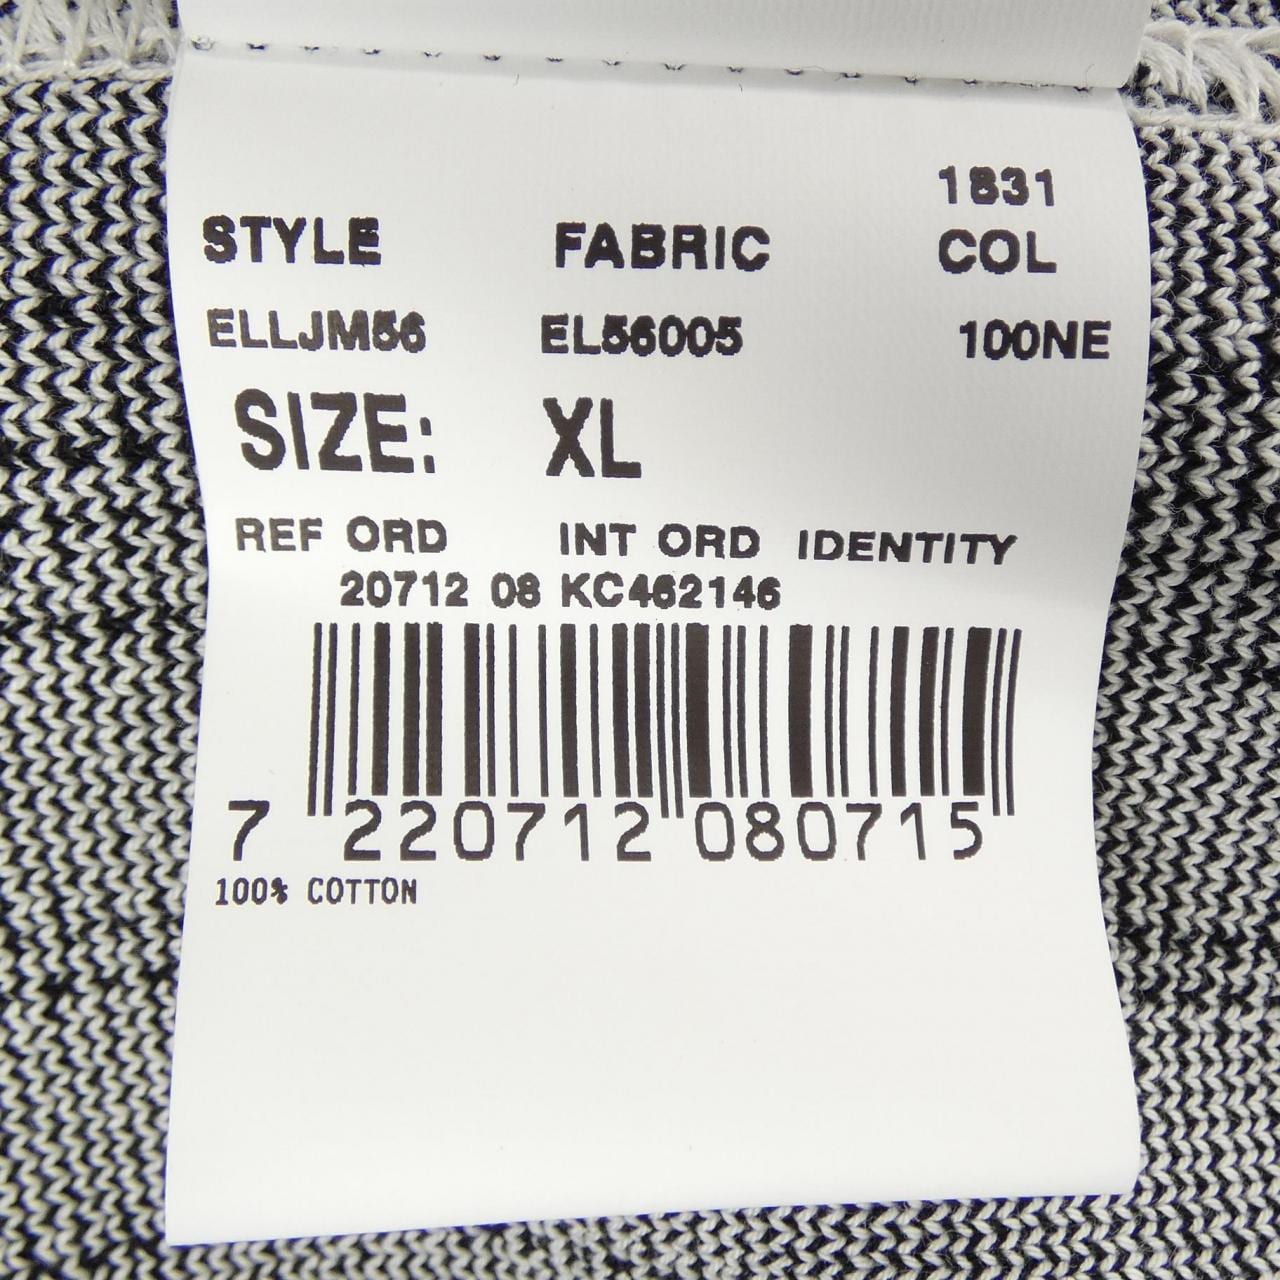 1831
STYLE FABRIC COL
ELLJM56 EL56005 100NE
SIZE: XL
REF ORD INT ORD IDENTITY
20712 08 KC462146
7 220712 080715
100% COTTON